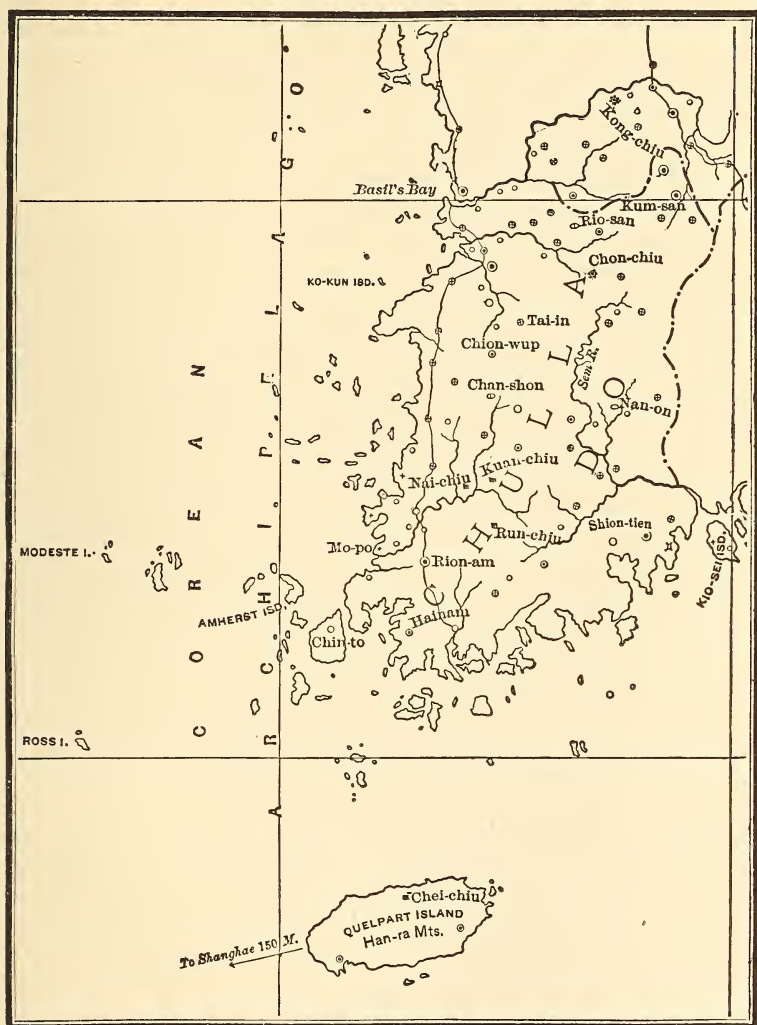 Kong-chiu
Basil's Bay
Kum-san
Rio-san
KO-KUN ISD.
Chon-chiu
Tai-in
Chion-wup
Sem R.
Chan-shon
Nan-on
Kuan-chiu
Nai-chiu
Run-chiu
Shion-tien
Mo-po
MODESTE I.
Rion-am
KIO-SEI ISD.
AMHERST ISD.
Hainam
Chin-to
ROSS I.
CHULLA DO
COREAN
ARCHIPELAGO
Chei-chiu
QUELPART ISLAND
Han-ra Mts.
To Shanghae 150 M.